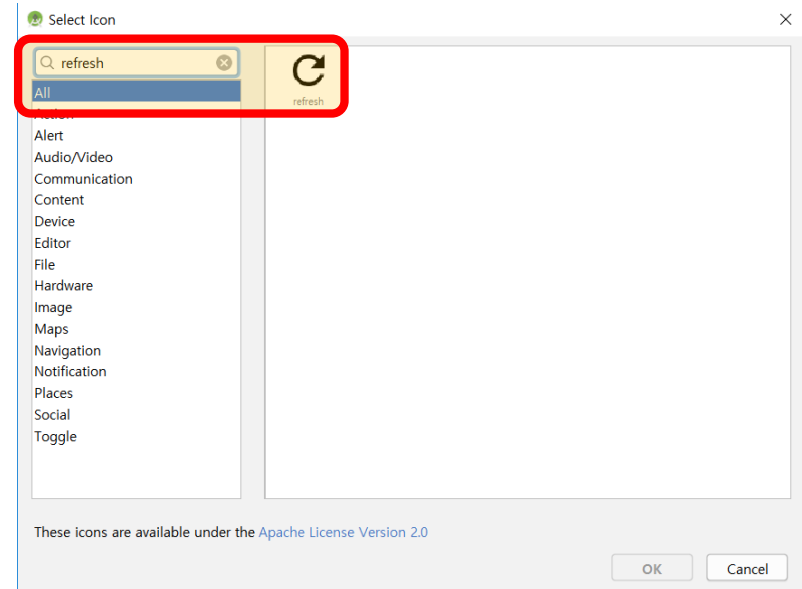 Select Icon
refresh
All
Action
Alert
Audio/Video
Communication
Content
Device
Editor
File
Hardware
Image
Maps
Navigation
Notification
Places
Social
Toggle
refresh
These icons are available under the Apache License Version 2.0
OK
Cancel